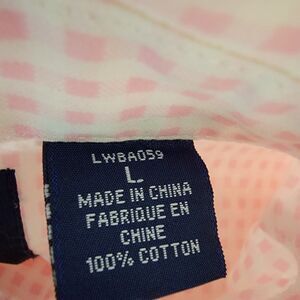 LWBA059
L
MADE IN CHINA
FABRIQUE EN
CHINE
100% COTTON